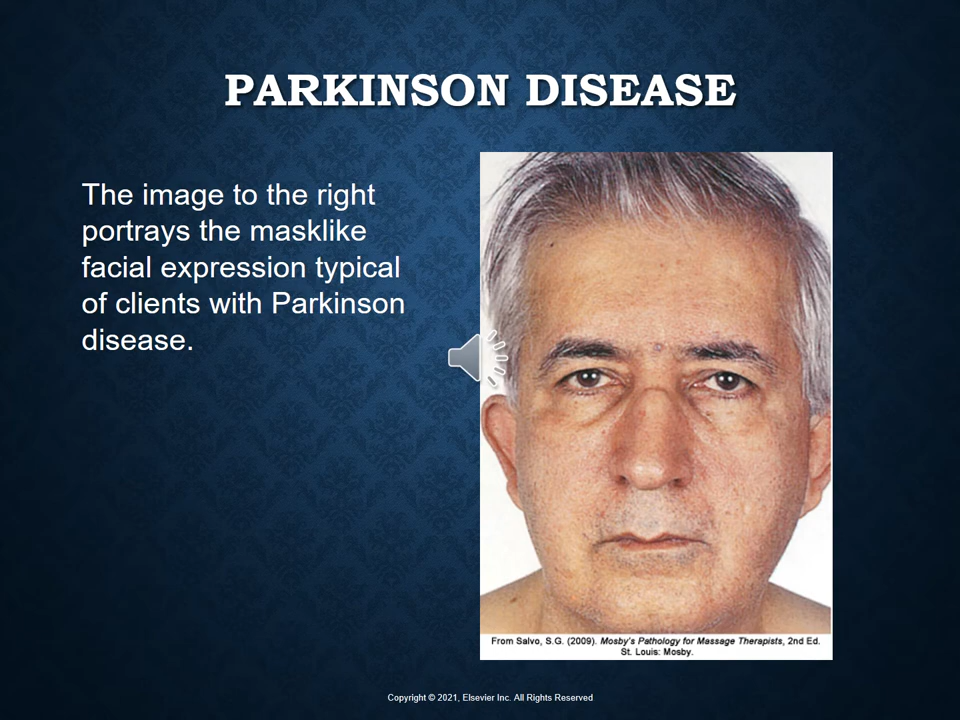 PARKINSON DISEASE
The image to the right
portrays the masklike
facial expression typical
of clients with Parkinson
disease.
From Salvo, S.G. (2009). Mosby's Pathology for Massage Therapists, 2nd Ed.
St. Louis: Mosby.
Copyright © 2021, Elsevier Inc. All Rights Reserved